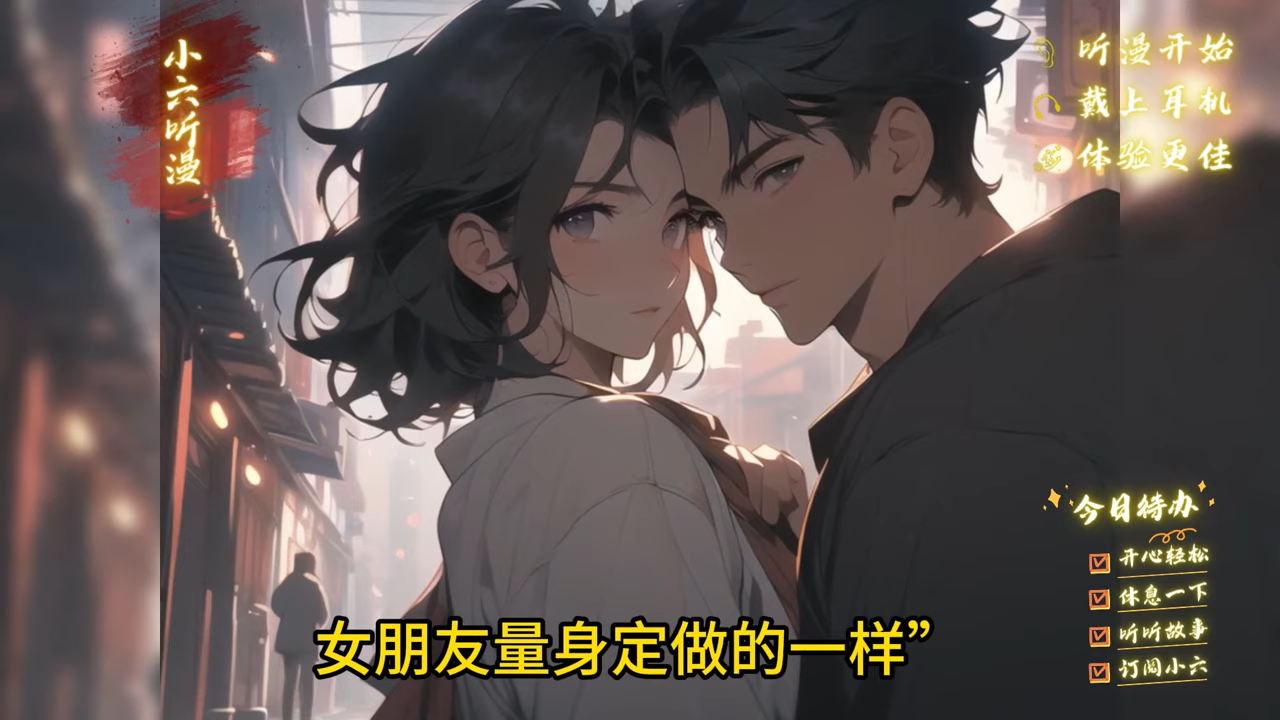 小六听漫
听漫开始
戴上耳机
体验更佳
今日待办
开心轻松
休息一下
听听故事
订阅小六
女朋友量身定做的一样”